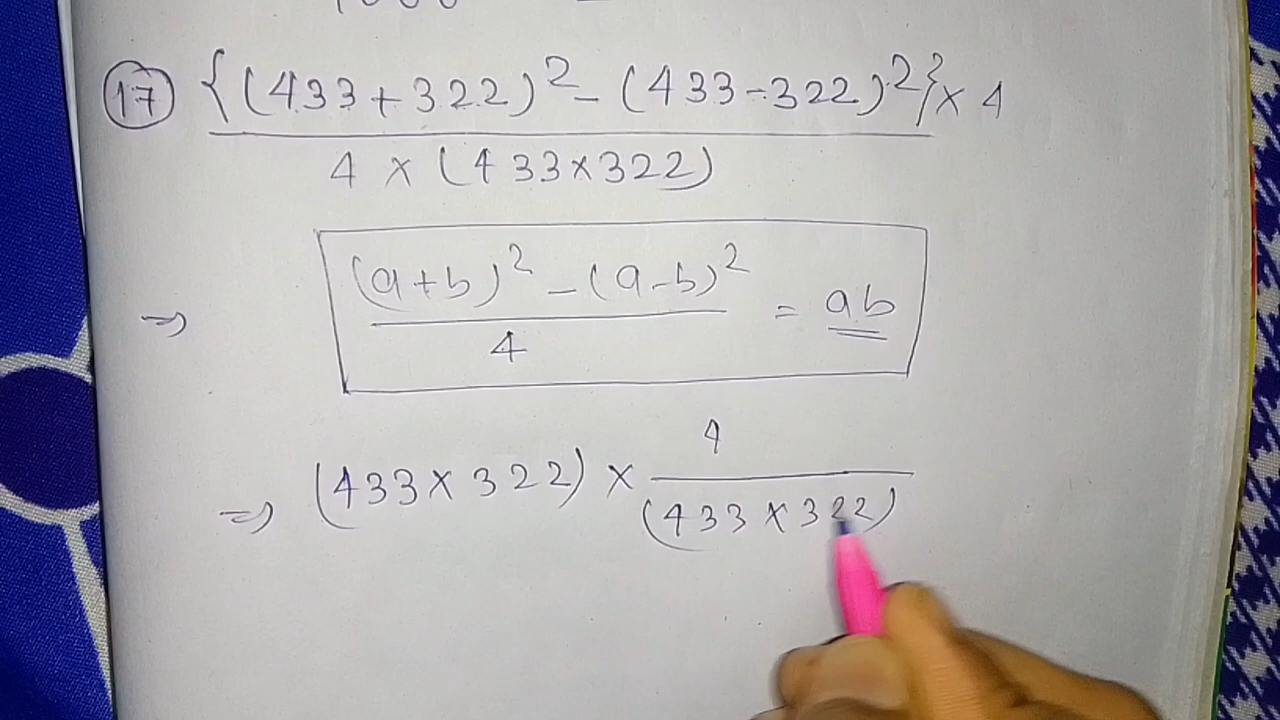 (17) {(433+322)² - (433-322)²} × 4
4 × (433×322)
⇒ (a+b)² - (a-b)²
4
= ab
⇒ (433×322) × 4
(433×322)